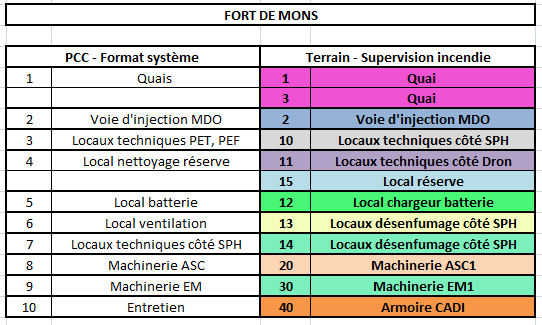 FORT DE MONS
PCC - Format système Terrain - Supervision incendie
1 Quais 1 Quai
3 Quai
2 Voie d'injection MDO 2 Voie d'injection MDO
3 Locaux techniques PET, PEF 10 Locaux techniques côté SPH
4 Local nettoyage réserve 11 Locaux techniques côté Dron
15 Local réserve
5 Local batterie 12 Local chargeur batterie
6 Local ventilation 13 Locaux désenfumage côté SPH
7 Locaux techniques côté SPH 14 Locaux désenfumage côté SPH
8 Machinerie ASC 20 Machinerie ASC1
9 Machinerie EM 30 Machinerie EM1
10 Entretien 40 Armoire CADI